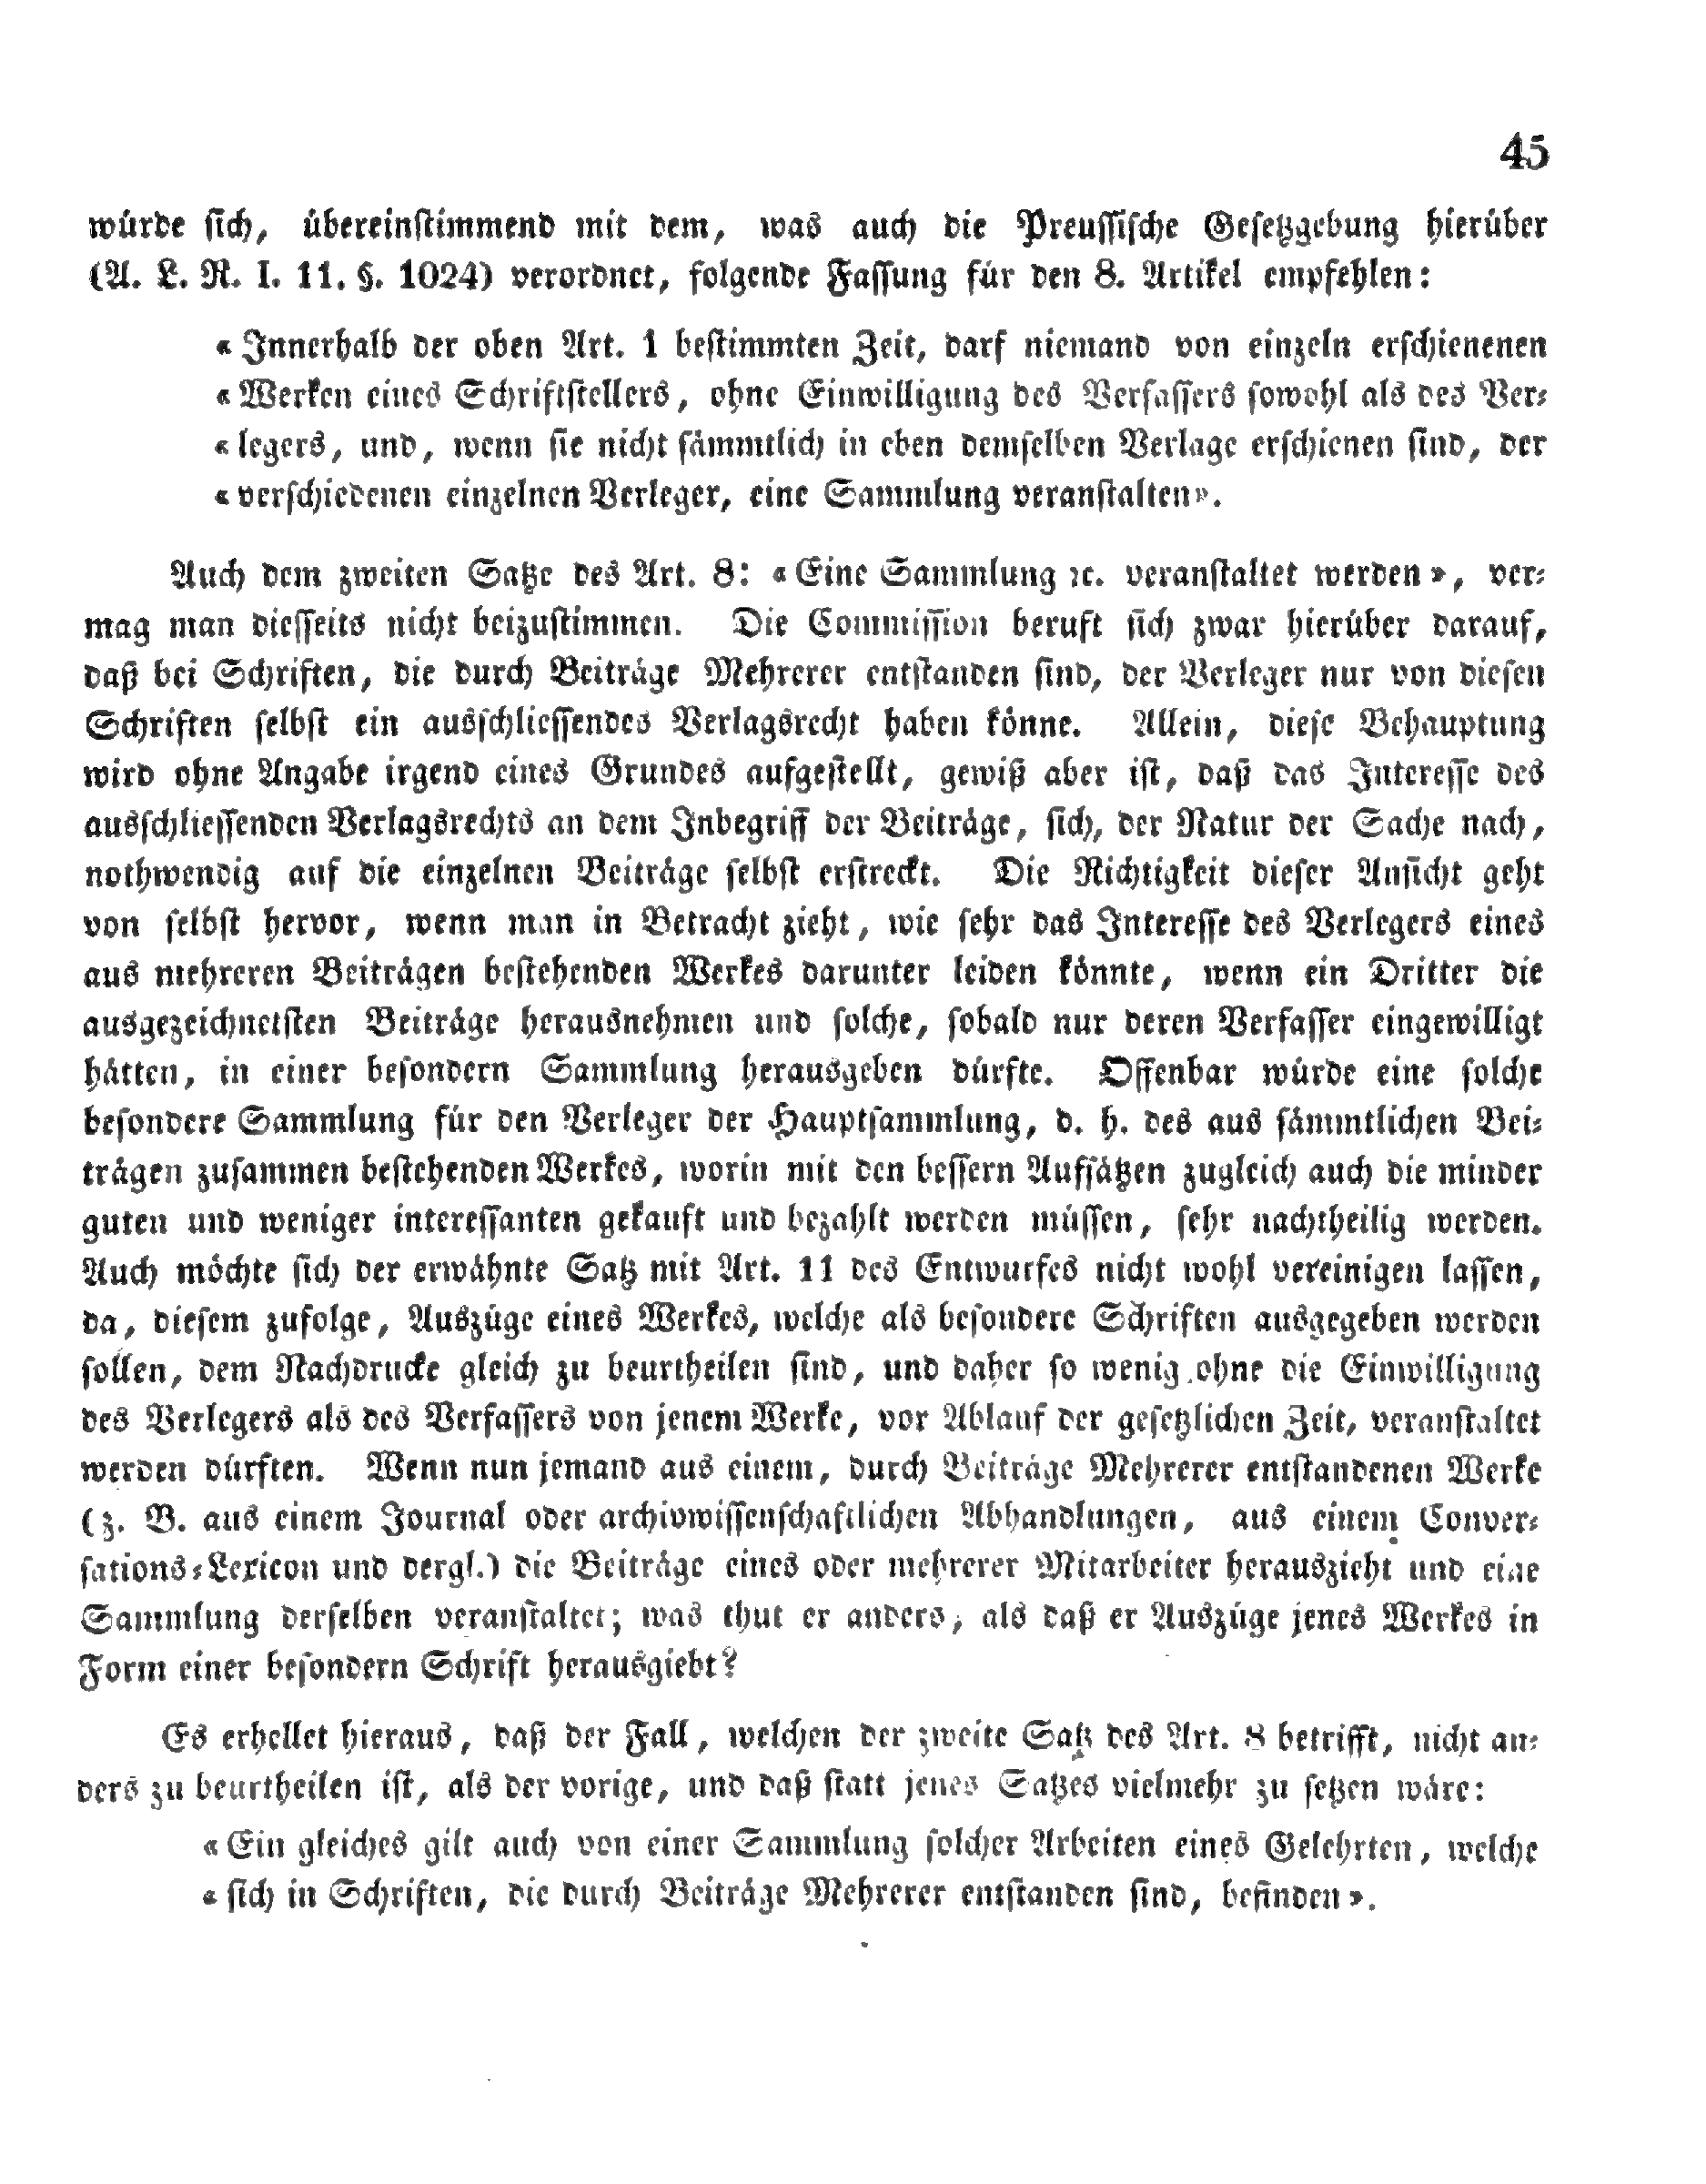 45
würde sich, übereinstimmend mit dem, was auch die Preussische Gesetzgebung hierüber
(A. L. R. I. 11. §. 1024) verordnet, folgende Fassung für den 8. Artikel empfehlen:
« Innerhalb der oben Art. 1 bestimmten Zeit, darf niemand von einzeln erschienenen
« Werken eines Schriftstellers, ohne Einwilligung des Verfassers sowohl als des Ver-
« legers, und, wenn sie nicht sämmtlich in eben demselben Verlage erschienen sind, der
« verschiedenen einzelnen Verleger, eine Sammlung veranstalten».
Auch dem zweiten Satze des Art. 8: « Eine Sammlung ꝛc. veranstaltet werden », ver-
mag man diesseits nicht beizustimmen. Die Commission beruft sich zwar hierüber darauf,
daß bei Schriften, die durch Beiträge Mehrerer entstanden sind, der Verleger nur von diesen
Schriften selbst ein ausschliessendes Verlagsrecht haben könne. Allein, diese Behauptung
wird ohne Angabe irgend eines Grundes aufgestellt, gewiß aber ist, daß das Interesse des
ausschliessenden Verlagsrechts an dem Inbegriff der Beiträge, sich, der Natur der Sache nach,
nothwendig auf die einzelnen Beiträge selbst erstreckt. Die Richtigkeit dieser Ansicht geht
von selbst hervor, wenn man in Betracht zieht, wie sehr das Interesse des Verlegers eines
aus mehreren Beiträgen bestehenden Werkes darunter leiden könnte, wenn ein Dritter die
ausgezeichnetsten Beiträge herausnehmen und solche, sobald nur deren Verfasser eingewilligt
hätten, in einer besondern Sammlung herausgeben dürfte. Offenbar würde eine solche
besondere Sammlung für den Verleger der Hauptsammlung, d. h. des aus sämmtlichen Bei-
trägen zusammen bestehenden Werkes, worin mit den bessern Aufsätzen zugleich auch die minder
guten und weniger interessanten gekauft und bezahlt werden müssen, sehr nachtheilig werden.
Auch möchte sich der erwähnte Satz mit Art. 11 des Entwurfes nicht wohl vereinigen lassen,
da, diesem zufolge, Auszüge eines Werkes, welche als besondere Schriften ausgegeben werden
sollen, dem Nachdrucke gleich zu beurtheilen sind, und daher so wenig ohne die Einwilligung
des Verlegers als des Verfassers von jenem Werke, vor Ablauf der gesetzlichen Zeit, veranstaltet
werden dürften. Wenn nun jemand aus einem, durch Beiträge Mehrerer entstandenen Werke
(z. B. aus einem Journal oder archivwissenschaftlichen Abhandlungen, aus einem Conver-
sations-Lexicon und dergl.) die Beiträge eines oder mehrerer Mitarbeiter herauszieht und eine
Sammlung derselben veranstaltet; was thut er anders, als daß er Auszüge jenes Werkes in
Form einer besondern Schrift herausgiebt?
Es erhellet hieraus, daß der Fall, welchen der zweite Satz des Art. 8 betrifft, nicht an-
ders zu beurtheilen ist, als der vorige, und daß statt jenes Satzes vielmehr zu setzen wäre:
« Ein gleiches gilt auch von einer Sammlung solcher Arbeiten eines Gelehrten, welche
« sich in Schriften, die durch Beiträge Mehrerer entstanden sind, befinden ».